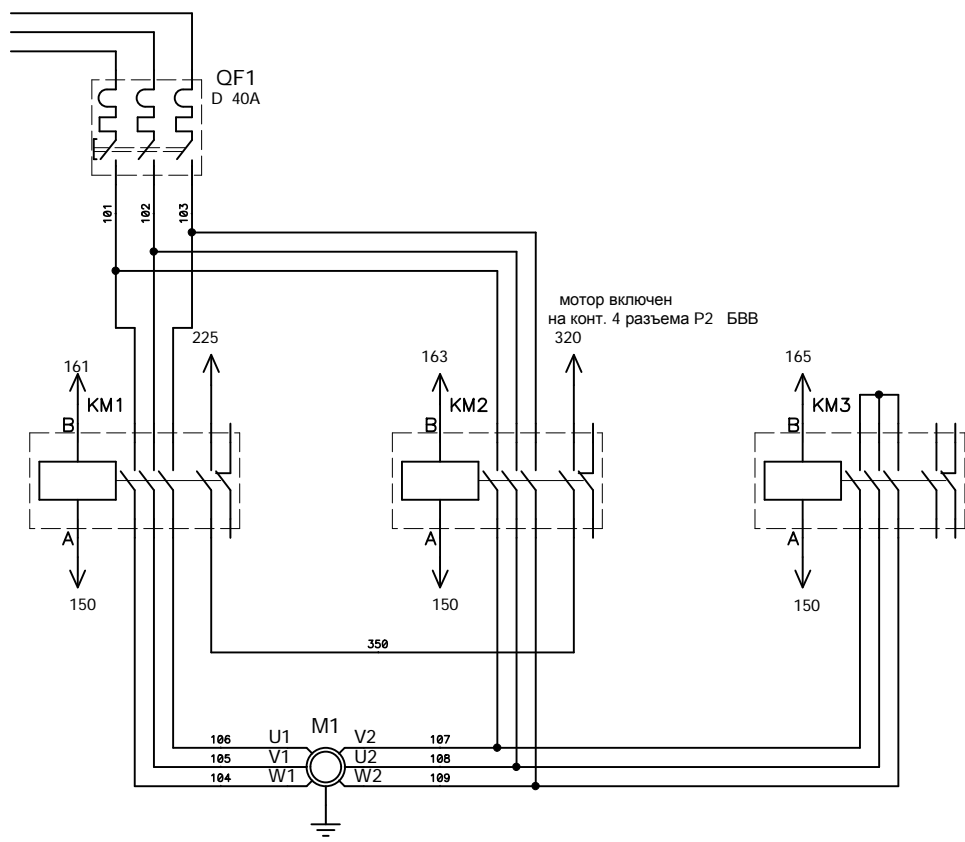 QF1
D 40A
101
102
103
мотор включен
на конт. 4 разъема Р2 БВВ
225
320
161
163
165
KM1
KM2
KM3
B
B
B
A
A
A
150
150
150
350
M1
106 U1 V2 107
105 V1 U2 108
104 W1 W2 109